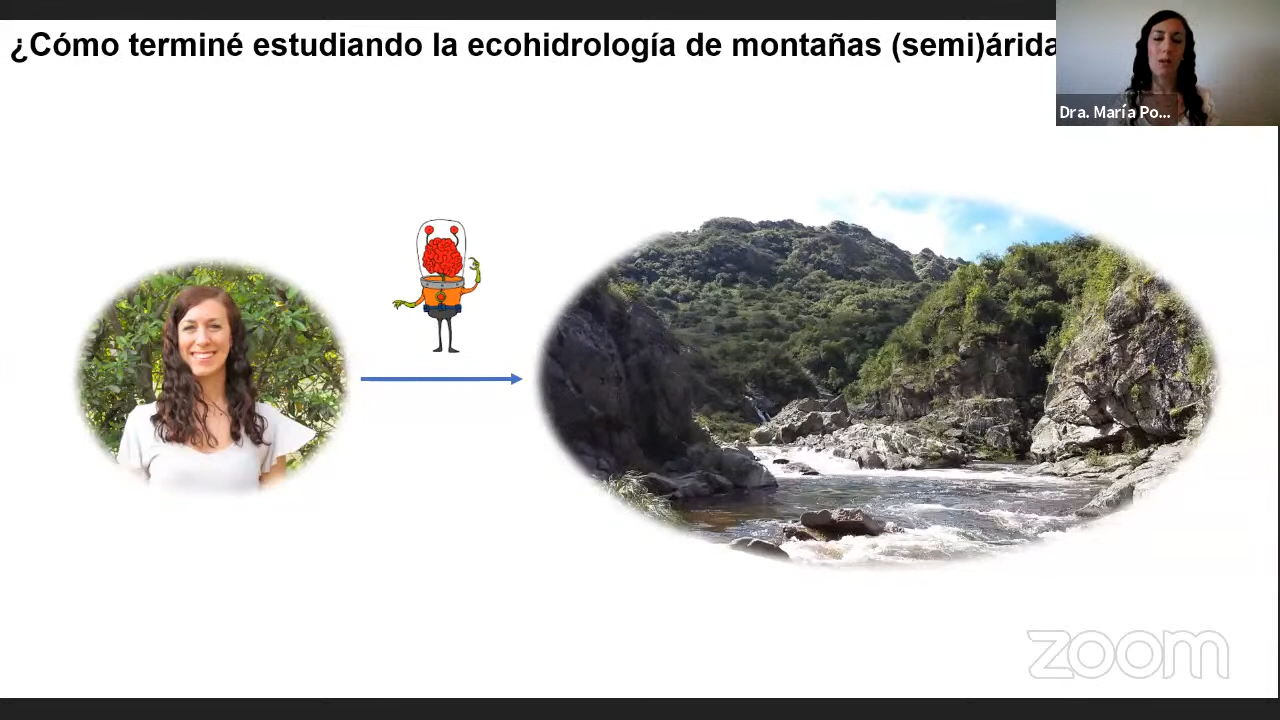 ¿Cómo terminé estudiando la ecohidrología de montañas (semi)árida
Dra. María Po...
zoom